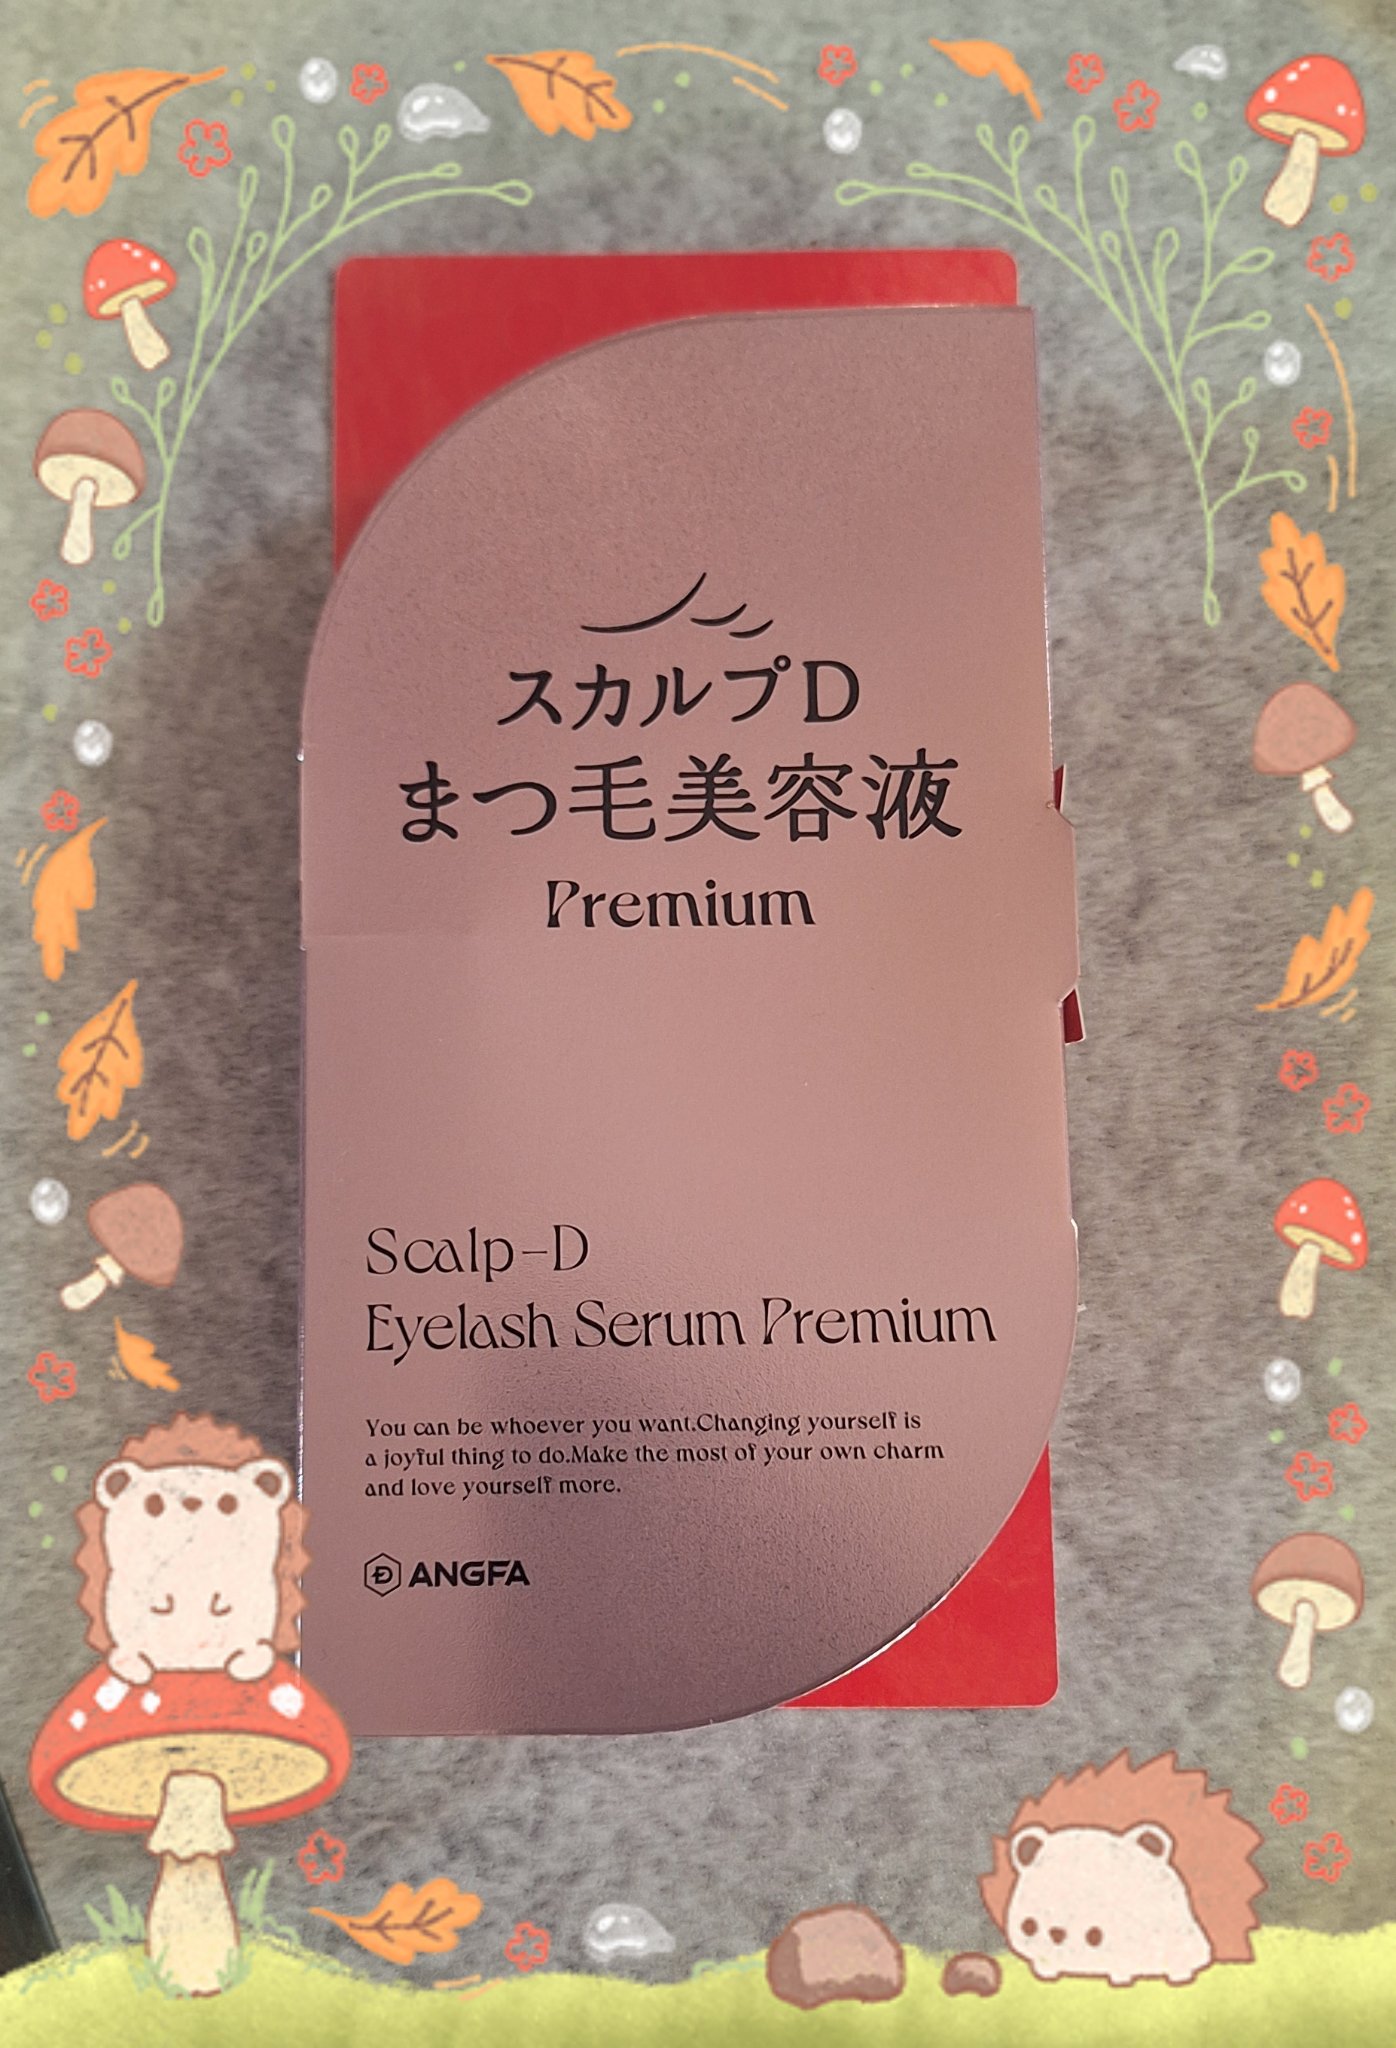 スカルプD
まつ毛美容液
Premium
Scalp-D
Eyelash Serum Premium
You can be whoever you want.Changing yourself is
a joyful thing to do.Make the most of your own charm
and love yourself more.
ANGFA